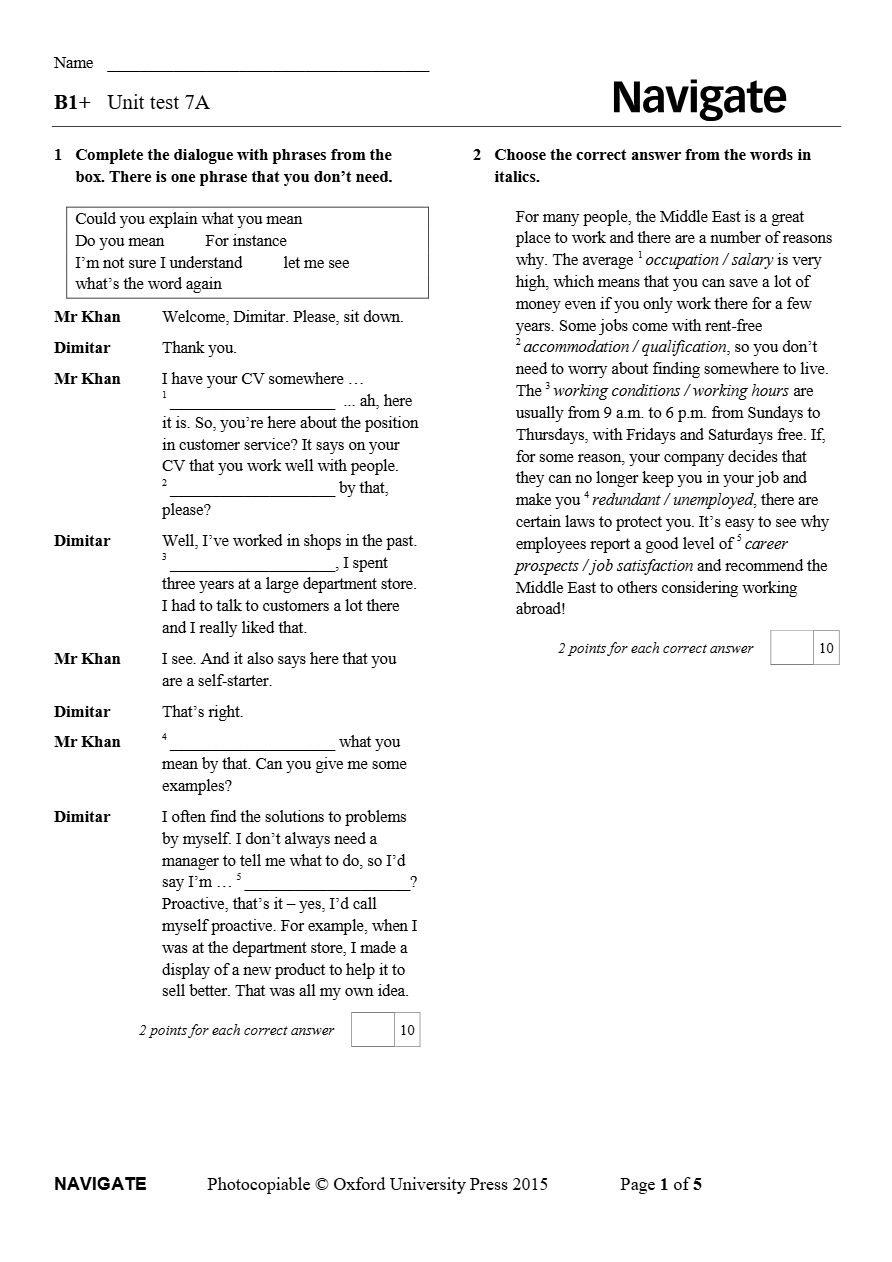 Name ____________________
B1+ Unit test 7A
Navigate
1 Complete the dialogue with phrases from the
box. There is one phrase that you don’t need.
Could you explain what you mean
Do you mean For instance
I’m not sure I understand let me see
what’s the word again
Mr Khan Welcome, Dimitar. Please, sit down.
Dimitar Thank you.
Mr Khan I have your CV somewhere …
1 ____________________ ... ah, here
it is. So, you’re here about the position
in customer service? It says on your
CV that you work well with people.
2 ____________________ by that,
please?
Dimitar Well, I’ve worked in shops in the past.
3 ____________________, I spent
three years at a large department store.
I had to talk to customers a lot there
and I really liked that.
Mr Khan I see. And it also says here that you
are a self-starter.
Dimitar That’s right.
Mr Khan 4 ____________________ what you
mean by that. Can you give me some
examples?
Dimitar I often find the solutions to problems
by myself. I don’t always need a
manager to tell me what to do, so I’d
say I’m … 5 ____________________?
Proactive, that’s it – yes, I’d call
myself proactive. For example, when I
was at the department store, I made a
display of a new product to help it to
sell better. That was all my own idea.
2 points for each correct answer 10
2 Choose the correct answer from the words in
italics.
For many people, the Middle East is a great
place to work and there are a number of reasons
why. The average 1 occupation / salary is very
high, which means that you can save a lot of
money even if you only work there for a few
years. Some jobs come with rent-free
2 accommodation / qualification, so you don’t
need to worry about finding somewhere to live.
The 3 working conditions / working hours are
usually from 9 a.m. to 6 p.m. from Sundays to
Thursdays, with Fridays and Saturdays free. If,
for some reason, your company decides that
they can no longer keep you in your job and
make you 4 redundant / unemployed, there are
certain laws to protect you. It’s easy to see why
employees report a good level of 5 career
prospects / job satisfaction and recommend the
Middle East to others considering working
abroad!
2 points for each correct answer 10
NAVIGATE Photocopiable © Oxford University Press 2015 Page 1 of 5